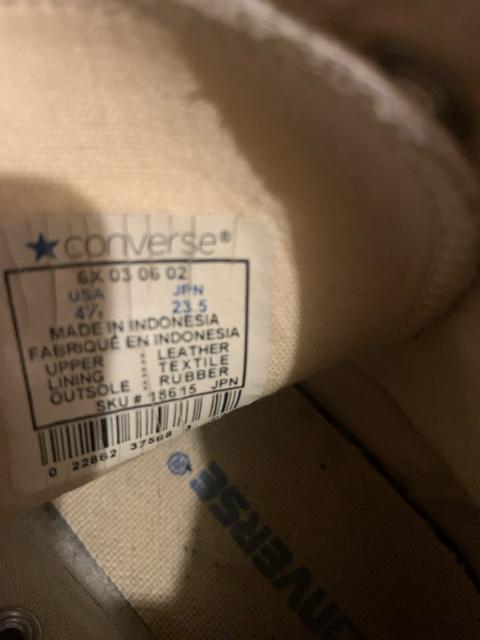 converse®
6X 03 06 02
USA JPN
4½ 23.5
MADE IN INDONESIA
FABRIQUÉ EN INDONESIA
UPPER : LEATHER
LINING : TEXTILE
OUTSOLE : RUBBER
SKU # 18615 JPN
0 22862 37568 3
CONVERSE